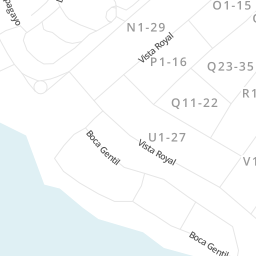 O1-15
N1-29
Vista Royal
P1-16
Q23-35
Q11-22
U1-27
Vista Royal
Boca Gentil
Boca Gentil